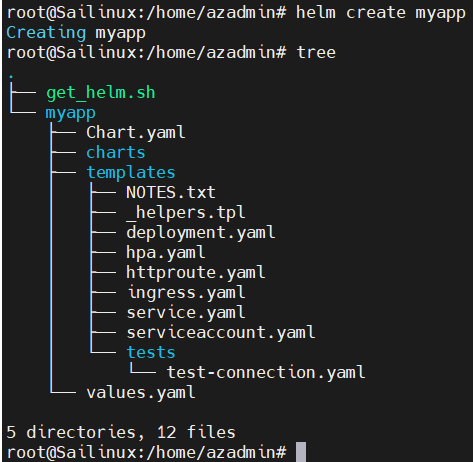 root@Sailinux:/home/azadmin# helm create myapp
Creating myapp
root@Sailinux:/home/azadmin# tree
.
├── get_helm.sh
└── myapp
    ├── Chart.yaml
    ├── charts
    ├── templates
    │   ├── NOTES.txt
    │   ├── _helpers.tpl
    │   ├── deployment.yaml
    │   ├── hpa.yaml
    │   ├── httproute.yaml
    │   ├── ingress.yaml
    │   ├── service.yaml
    │   ├── serviceaccount.yaml
    │   └── tests
    │       └── test-connection.yaml
    └── values.yaml

5 directories, 12 files
root@Sailinux:/home/azadmin#